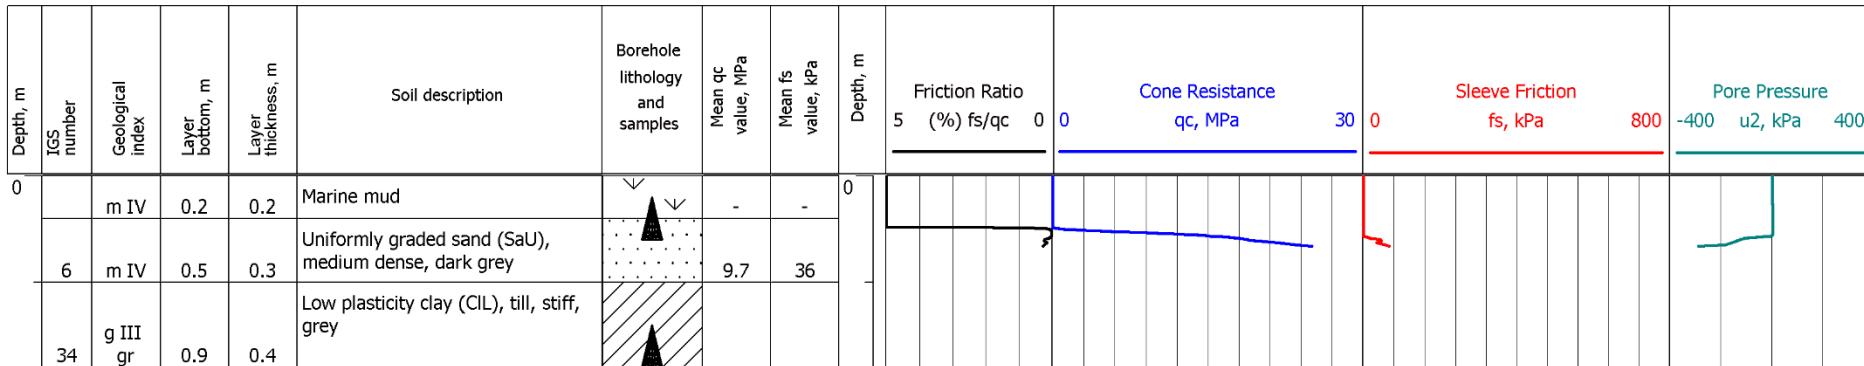 Depth, m
IGS
number
Geological
index
Layer
bottom, m
Layer
thickness, m
Soil description
Borehole
lithology
and
samples
Mean qc
value, MPa
Mean fs
value, kPa
Depth, m
Friction Ratio
5 (%) fs/qc 0
Cone Resistance
0 qc, MPa 30
Sleeve Friction
0 fs, kPa 800
Pore Pressure
-400 u2, kPa 400
0
0
m IV 0.2 0.2 Marine mud - -
Uniformly graded sand (SaU),
medium dense, dark grey
6 m IV 0.5 0.3 9.7 36
Low plasticity clay (ClL), till, stiff,
grey
g III
34 gr 0.9 0.4